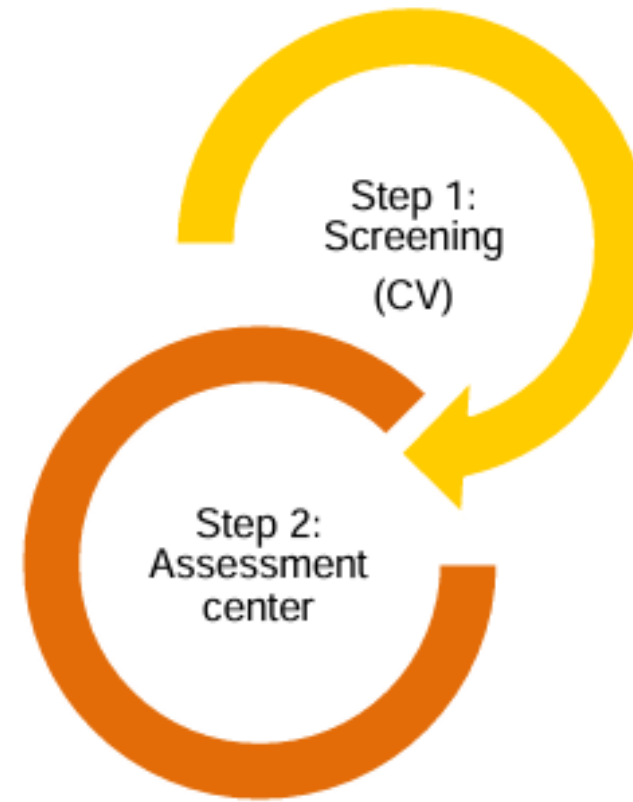 Step 1:
Screening
(CV)
Step 2:
Assessment
center